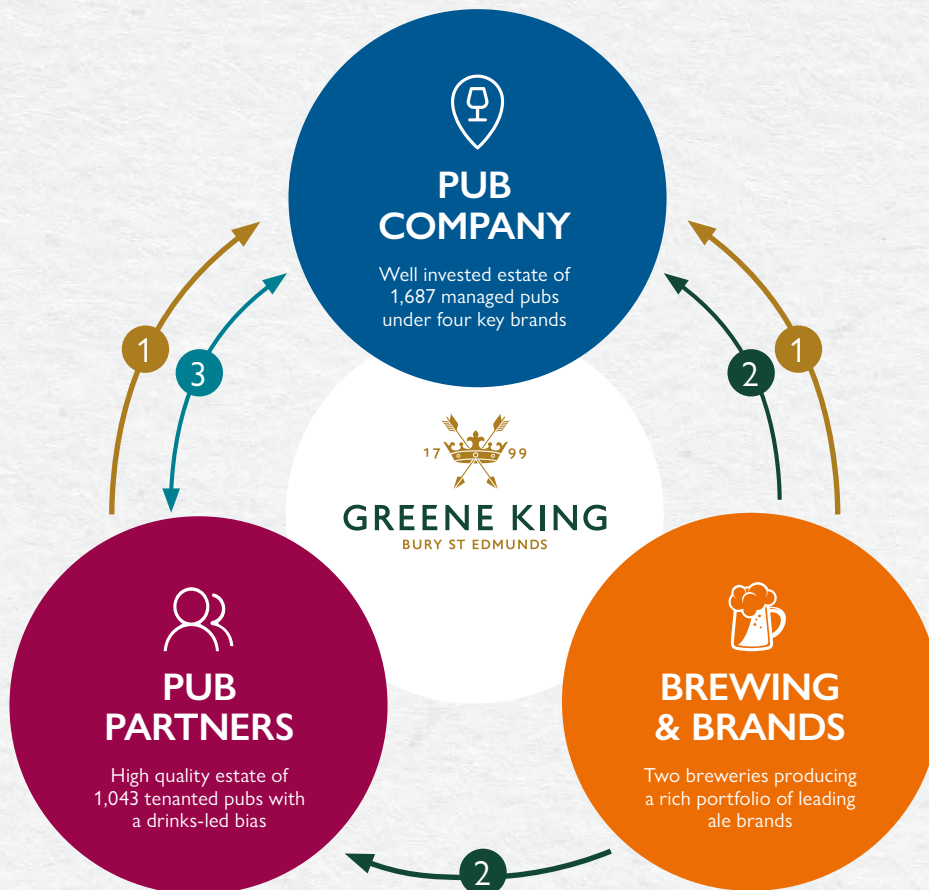 PUB
COMPANY
Well invested estate of
1,687 managed pubs
under four key brands
1
3
2
1
17 99
GREENE KING
BURY ST EDMUNDS
PUB
PARTNERS
High quality estate of
1,043 tenanted pubs with
a drinks-led bias
BREWING
& BRANDS
Two breweries producing
a rich portfolio of leading
ale brands
2